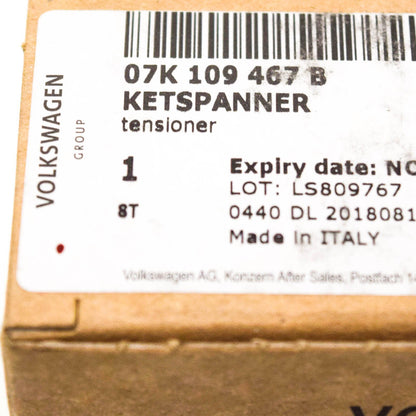 07K 109 467 B
KETSPANNER
tensioner
VOLKSWAGEN
GROUP
1
Expiry date: NO
8T
LOT: LS809767
0440 DL 2018081
Made in ITALY
Volkswagen AG, Konzern After Sales, Postfach 14